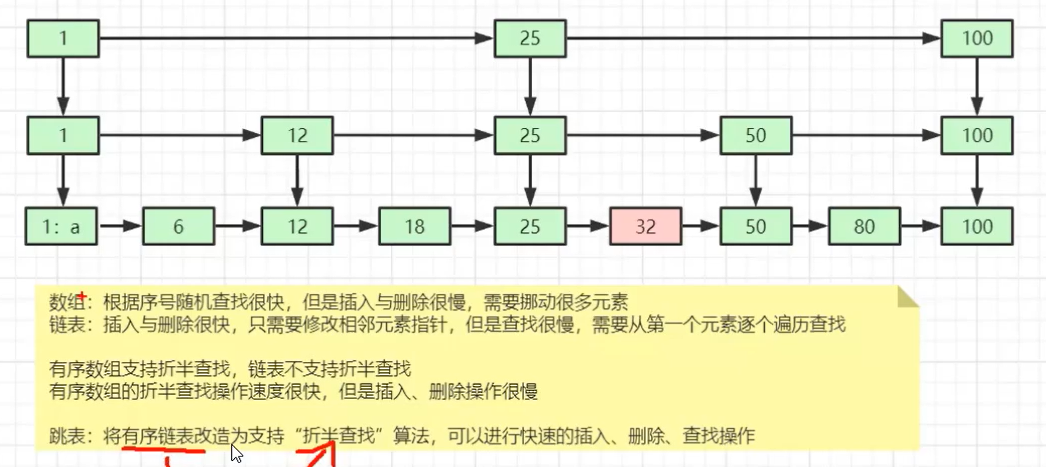 1 25 100
1 12 25 50 100
1: a 6 12 18 25 32 50 80 100
数组：根据序号随机查找很快，但是插入与删除很慢，需要挪动很多元素
链表：插入与删除很快，只需要修改相邻元素指针，但是查找很慢，需要从第一个元素逐个遍历查找
有序数组支持折半查找，链表不支持折半查找
有序数组的折半查找操作速度很快，但是插入、删除操作很慢
跳表：将有序链表改造为支持“折半查找”算法，可以进行快速的插入、删除、查找操作